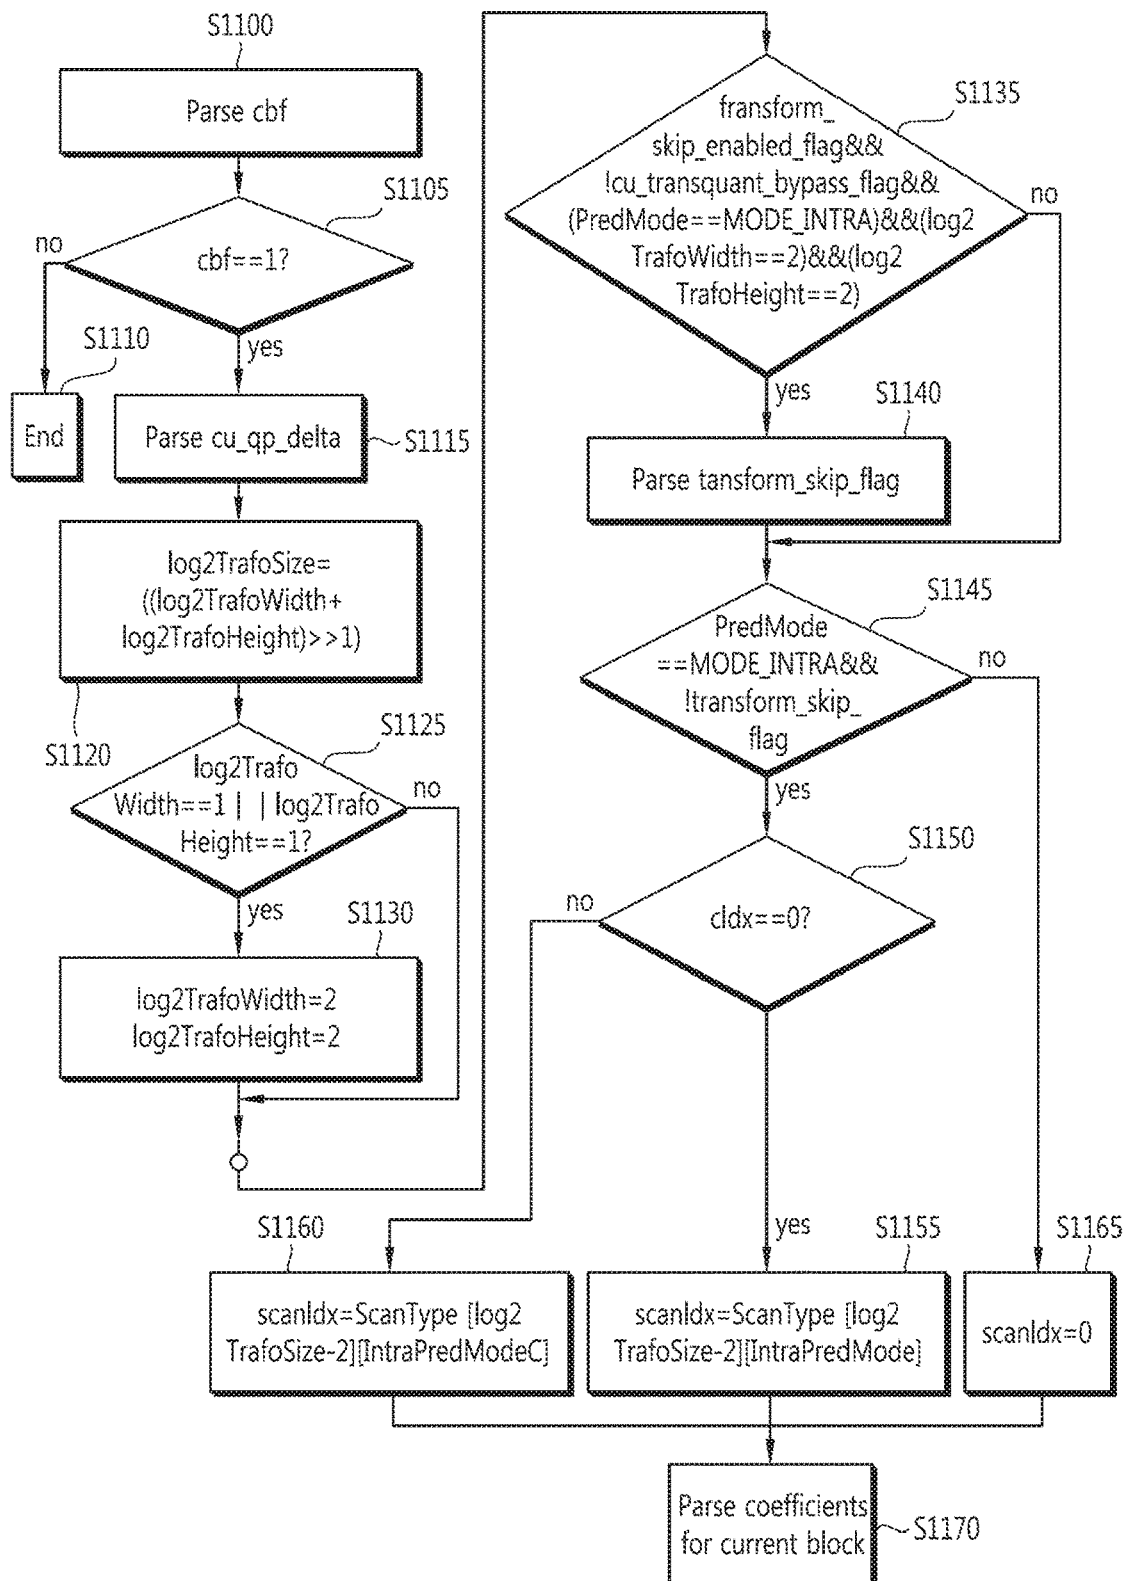 S1100
Parse cbf
S1105
no
cbf==1?
S1110
yes
End
Parse cu_qp_delta
S1115
log2TrafoSize=
((log2TrafoWidth+
log2TrafoHeight)>>1)
S1120
S1125
log2Trafo
Width==1 | | log2Trafo
Height==1?
no
yes
S1130
log2TrafoWidth=2
log2TrafoHeight=2
S1135
fransform_
skip_enabled_flag&&
!cu_transquant_bypass_flag&&
(PredMode==MODE_INTRA)&&(log2
TrafoWidth==2)&&(log2
TrafoHeight==2)
no
yes
S1140
Parse tansform_skip_flag
S1145
PredMode
==MODE_INTRA&&
!transform_skip_
flag
no
yes
S1150
no
cIdx==0?
yes
S1160
scanIdx=ScanType [log2
TrafoSize-2][IntraPredModeC]
S1155
scanIdx=ScanType [log2
TrafoSize-2][IntraPredMode]
S1165
scanIdx=0
Parse coefficients
for current block
S1170